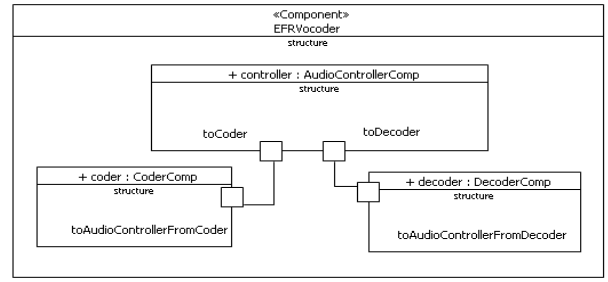 «Component»
EFRVocoder
structure
+ controller : AudioControllerComp
structure
toCoder
toDecoder
+ coder : CoderComp
structure
toAudioControllerFromCoder
+ decoder : DecoderComp
structure
toAudioControllerFromDecoder